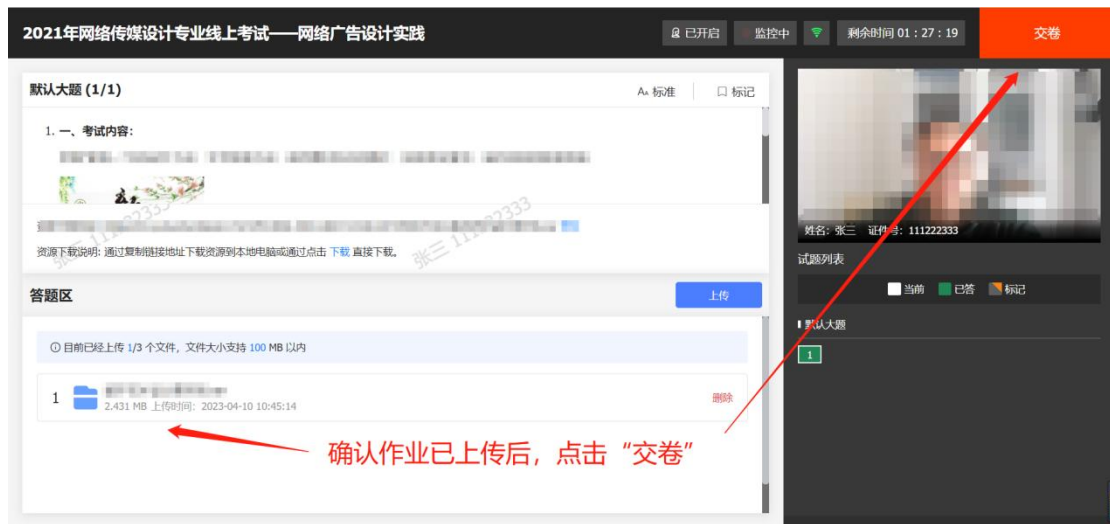 2021年网络传媒设计专业线上考试——网络广告设计实践
已开启 监控中 剩余时间 01：27：19 交卷
默认大题 (1/1) AA 标准 标记
1. 一、考试内容：
资源下载说明: 通过复制链接地址下载资源到本地电脑或通过点击 下载 直接下载。
张三 111222333
张三 111222333
答题区 上传
目前已经上传 1/3 个文件，文件大小支持 100 MB 以内
1
2.431 MB 上传时间：2023-04-10 10:45:14
删除
确认作业已上传后，点击“交卷”
姓名：张三 证件号：111222333
试题列表
当前 已答 标记
默认大题
1